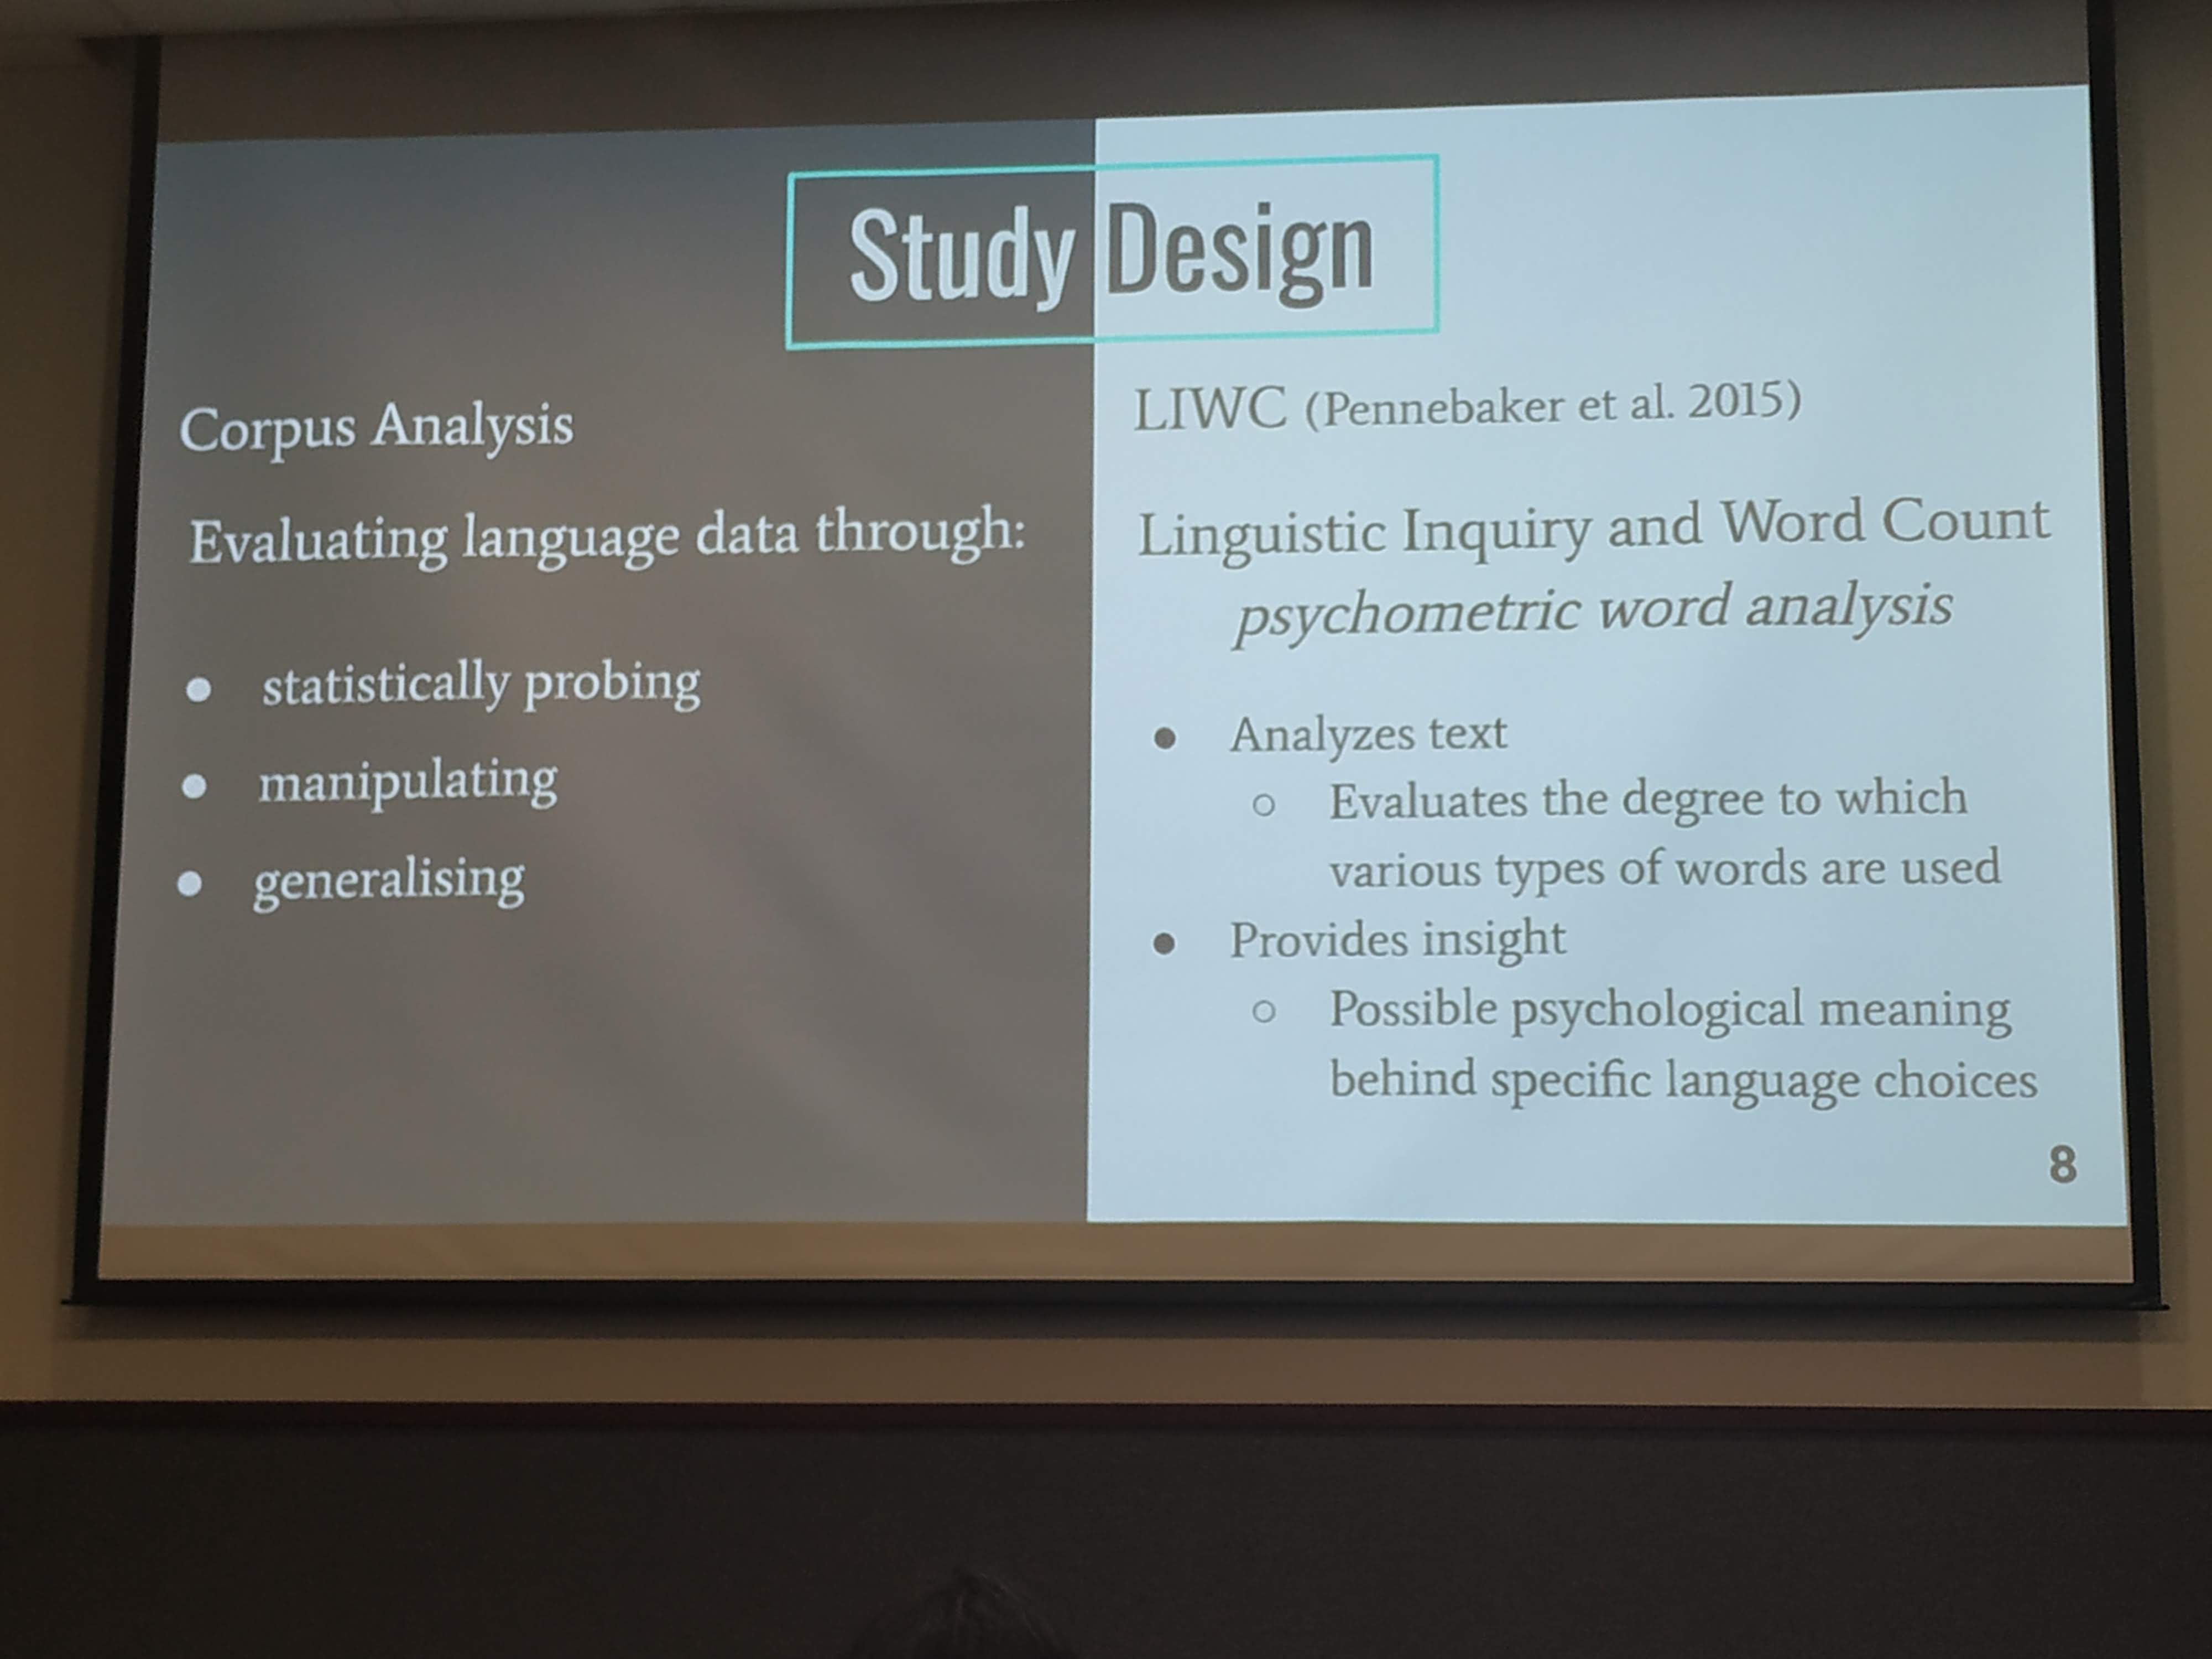 Study Design
Corpus Analysis
Evaluating language data through:
● statistically probing
● manipulating
● generalising
LIWC (Pennebaker et al. 2015)
Linguistic Inquiry and Word Count
psychometric word analysis
● Analyzes text
○ Evaluates the degree to which
various types of words are used
● Provides insight
○ Possible psychological meaning
behind specific language choices
8